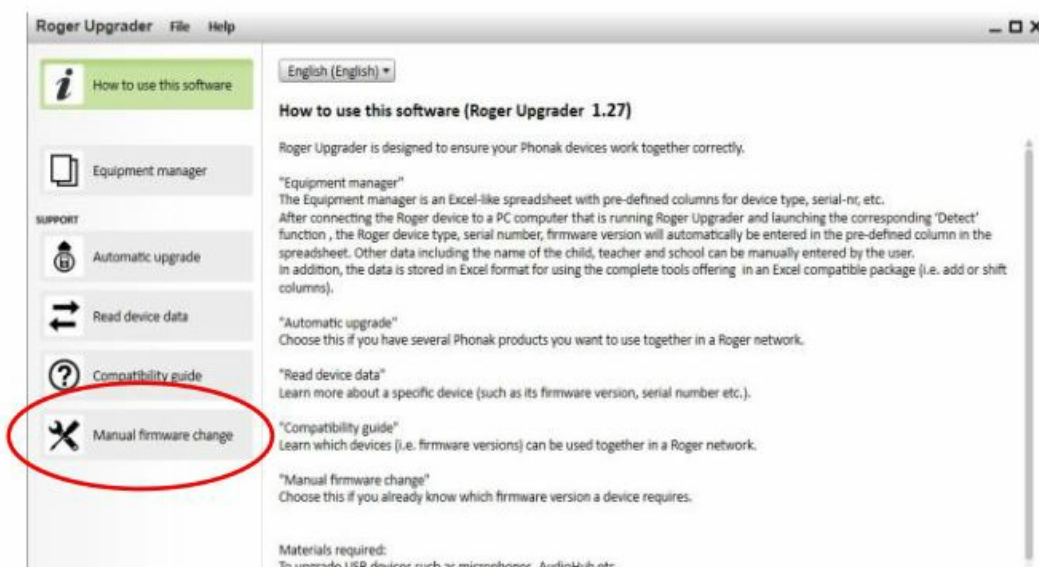 Roger Upgrader File Help
How to use this software
Equipment manager
SUPPORT
Automatic upgrade
Read device data
Compatibility guide
Manual firmware change
English (English)
How to use this software (Roger Upgrader 1.27)
Roger Upgrader is designed to ensure your Phonak devices work together correctly.
"Equipment manager"
The Equipment manager is an Excel-like spreadsheet with pre-defined columns for device type, serial-nr, etc.
After connecting the Roger device to a PC computer that is running Roger Upgrader and launching the corresponding 'Detect'
function , the Roger device type, serial number, firmware version will automatically be entered in the pre-defined column in the
spreadsheet. Other data including the name of the child, teacher and school can be manually entered by the user.
In addition, the data is stored in Excel format for using the complete tools offering in an Excel compatible package (i.e. add or shift
columns).
"Automatic upgrade"
Choose this if you have several Phonak products you want to use together in a Roger network.
"Read device data"
Learn more about a specific device (such as its firmware version, serial number etc.).
"Compatibility guide"
Learn which devices (i.e. firmware versions) can be used together in a Roger network.
"Manual firmware change"
Choose this if you already know which firmware version a device requires.
Materials required:
To upgrade USB devices such as microphones, AudioHub etc.